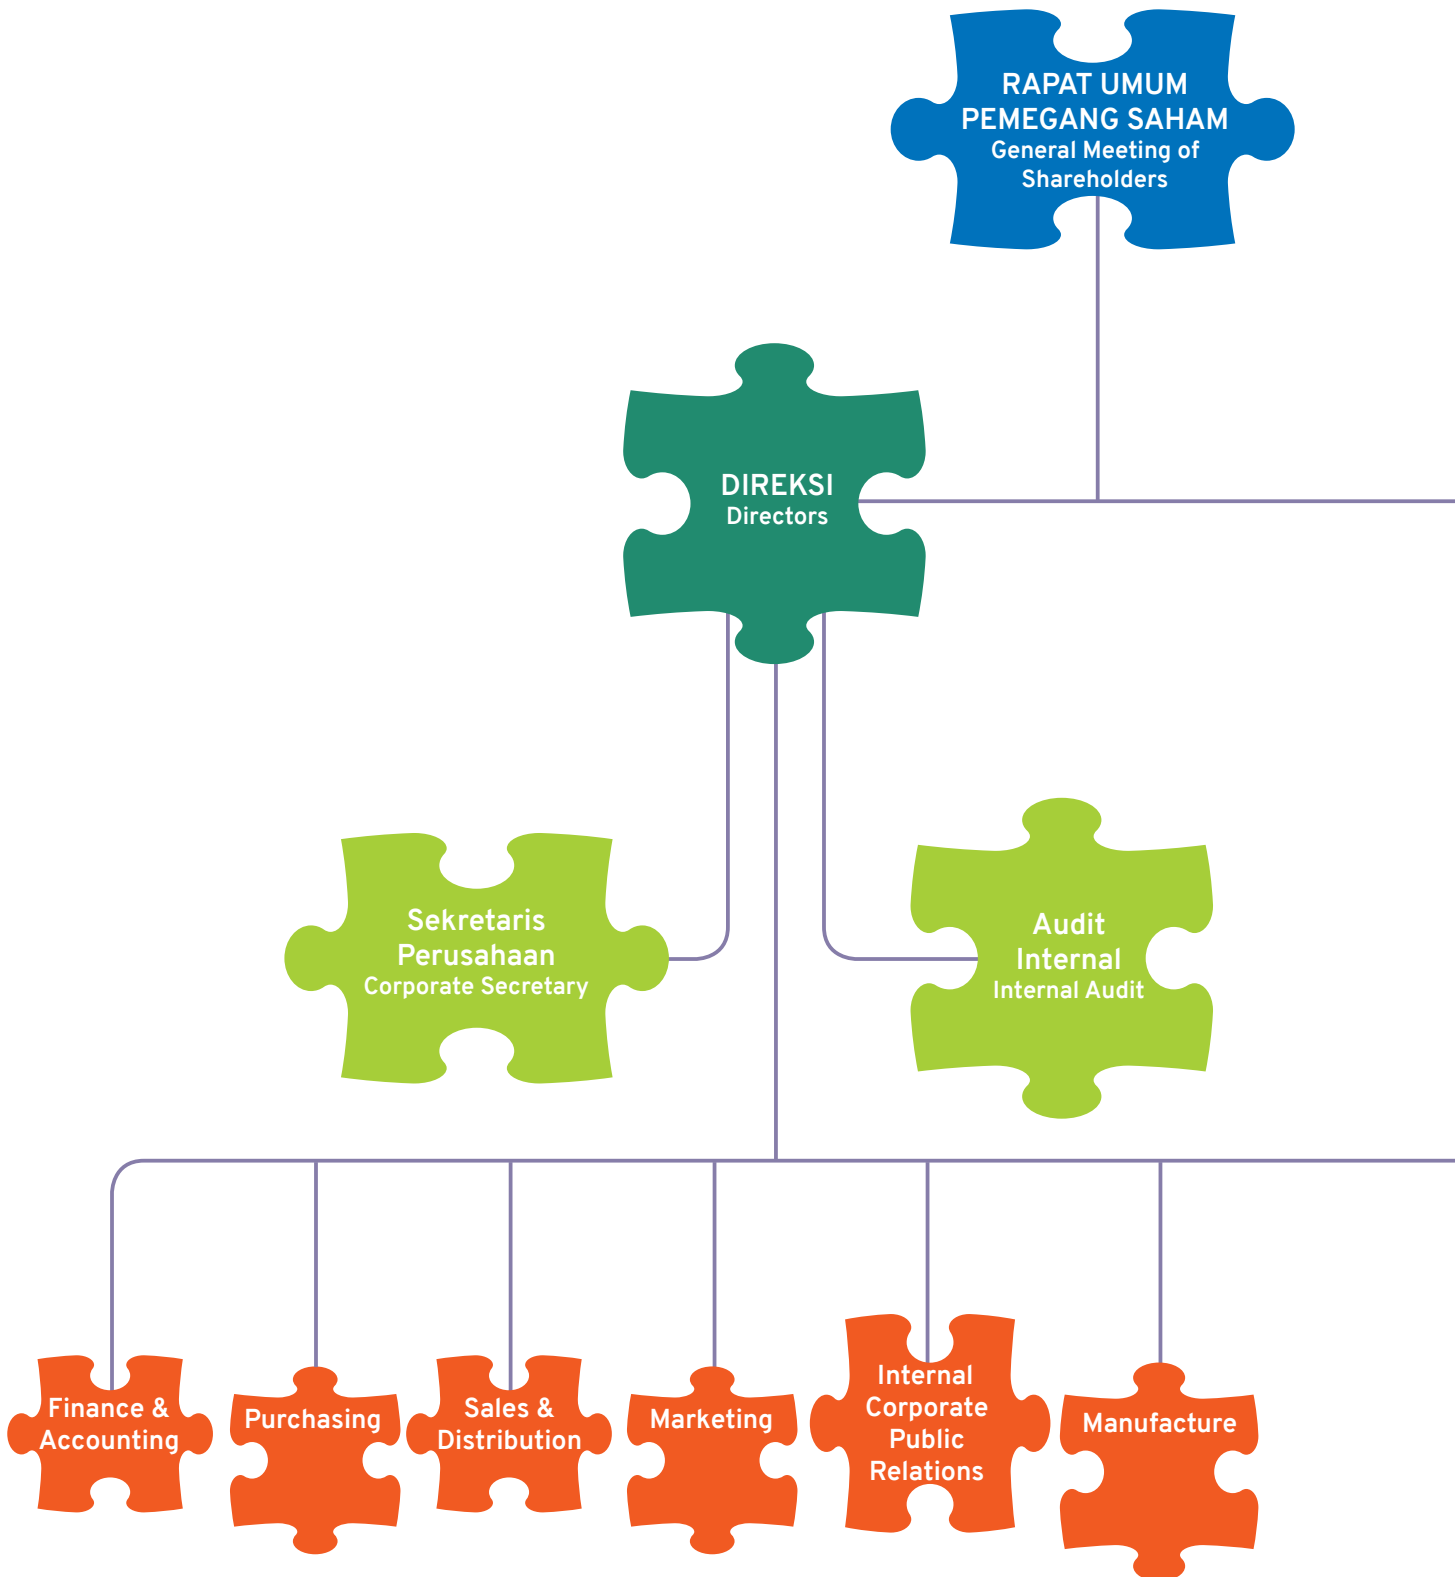 RAPAT UMUM
PEMEGANG SAHAM
General Meeting of
Shareholders
DIREKSI
Directors
Sekretaris
Perusahaan
Corporate Secretary
Audit
Internal
Internal Audit
Finance &
Accounting
Purchasing
Sales &
Distribution
Marketing
Internal
Corporate
Public
Relations
Manufacture